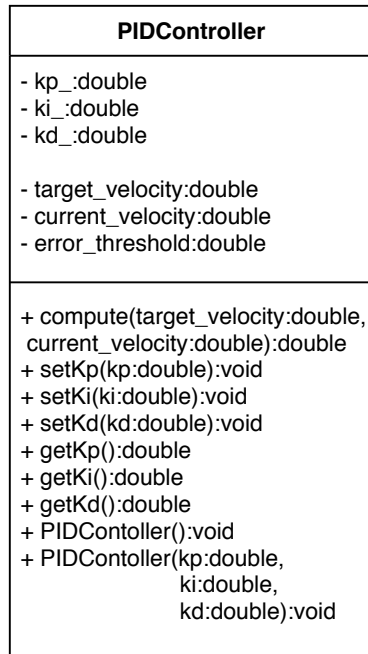 PIDController
- kp_:double
- ki_:double
- kd_:double
- target_velocity:double
- current_velocity:double
- error_threshold:double
+ compute(target_velocity:double,
current_velocity:double):double
+ setKp(kp:double):void
+ setKi(ki:double):void
+ setKd(kd:double):void
+ getKp():double
+ getKi():double
+ getKd():double
+ PIDContoller():void
+ PIDContoller(kp:double,
ki:double,
kd:double):void